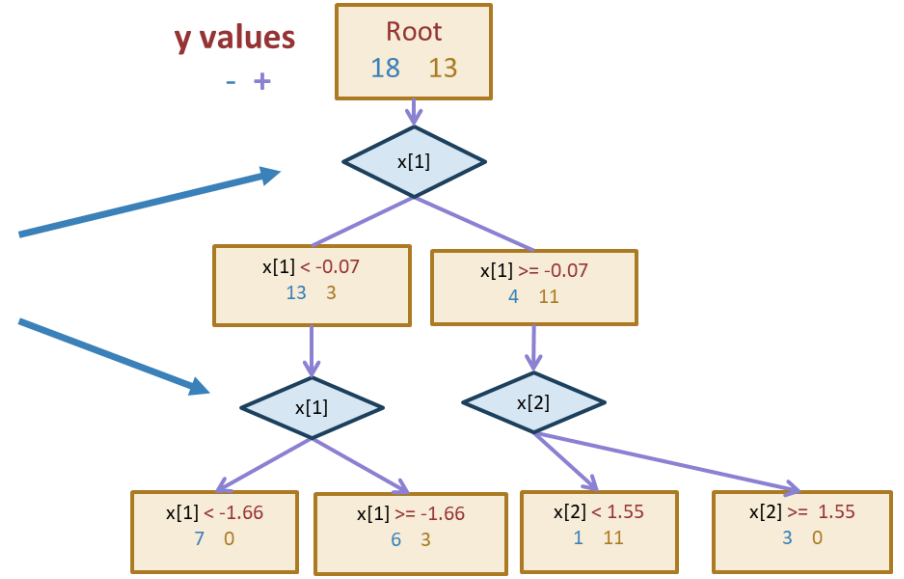 y values
- +
Root
18 13
x[1]
x[1] < -0.07
13 3
x[1] >= -0.07
4 11
x[1]
x[2]
x[1] < -1.66
7 0
x[1] >= -1.66
6 3
x[2] < 1.55
1 11
x[2] >= 1.55
3 0